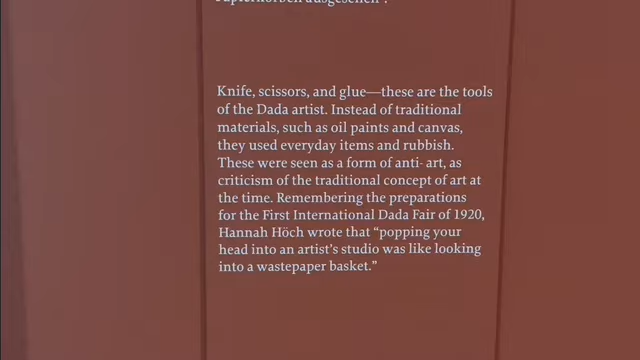 Papierkörben ausgesehen“.
Knife, scissors, and glue—these are the tools
of the Dada artist. Instead of traditional
materials, such as oil paints and canvas,
they used everyday items and rubbish.
These were seen as a form of anti- art, as
criticism of the traditional concept of art at
the time. Remembering the preparations
for the First International Dada Fair of 1920,
Hannah Höch wrote that “popping your
head into an artist’s studio was like looking
into a wastepaper basket.”